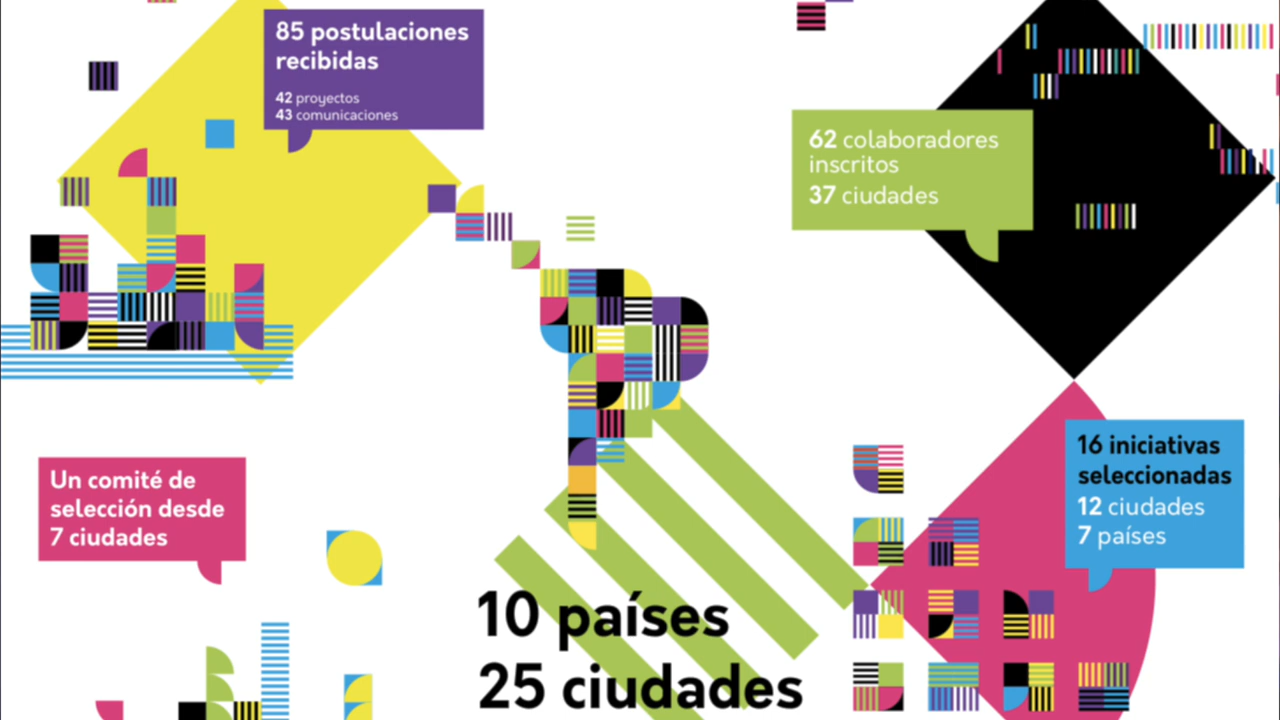 85 postulaciones
recibidas
42 proyectos
43 comunicaciones
62 colaboradores
inscritos
37 ciudades
Un comité de
selección desde
7 ciudades
16 iniciativas
seleccionadas
12 ciudades
7 países
10 países
25 ciudades